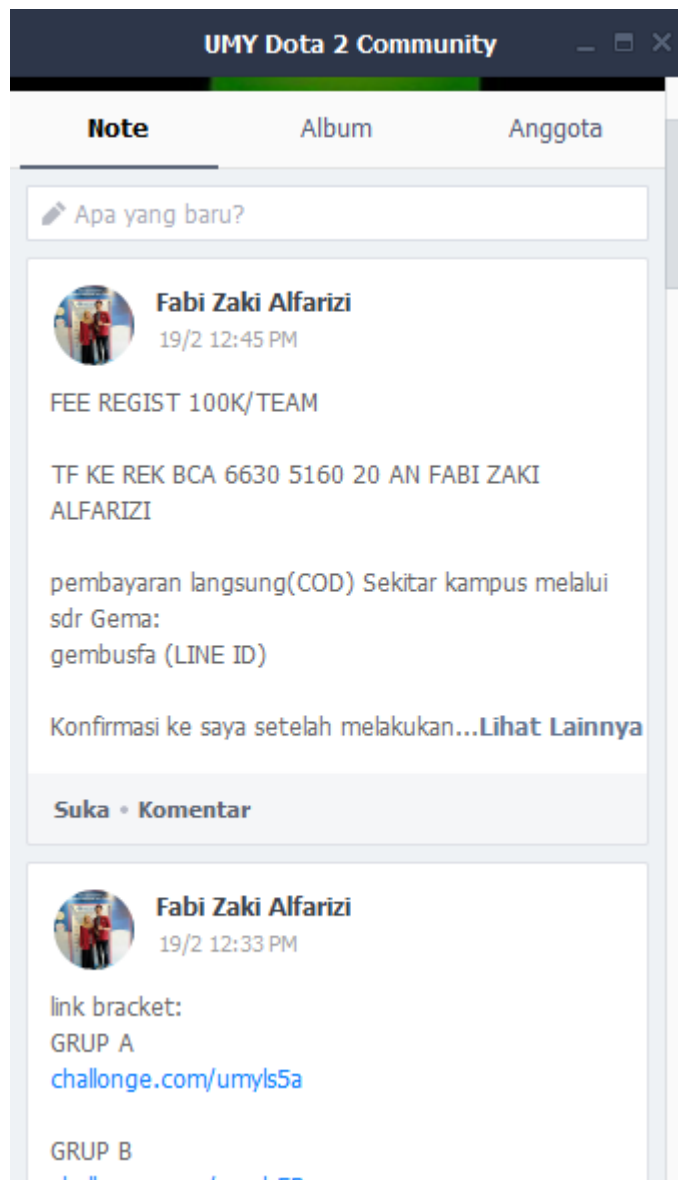 UMY Dota 2 Community
Note Album Anggota
Apa yang baru?
Fabi Zaki Alfarizi
19/2 12:45 PM
FEE REGIST 100K/TEAM
TF KE REK BCA 6630 5160 20 AN FABI ZAKI
ALFARIZI
pembayaran langsung(COD) Sekitar kampus melalui
sdr Gema:
gembusfa (LINE ID)
Konfirmasi ke saya setelah melakukan...Lihat Lainnya
Suka • Komentar
Fabi Zaki Alfarizi
19/2 12:33 PM
link bracket:
GRUP A
challonge.com/umyls5a
GRUP B